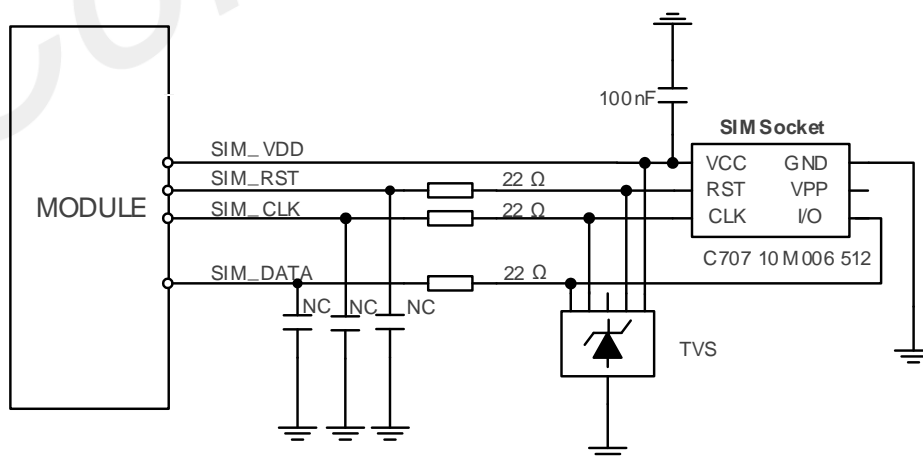 100nF
SIM Socket
SIM_VDD
VCC GND
SIM_RST 22 Ω
RST VPP
MODULE
SIM_CLK 22 Ω
CLK I/O
C707 10 M006 512
SIM_DATA 22 Ω
NC NC NC
TVS